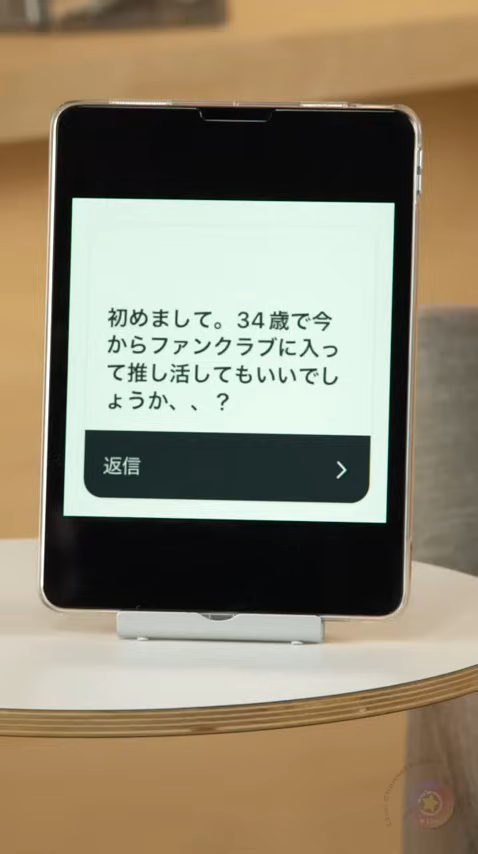 初めまして。34歳で今
からファンクラブに入っ
て推し活してもいいでし
ょうか、、？
返信